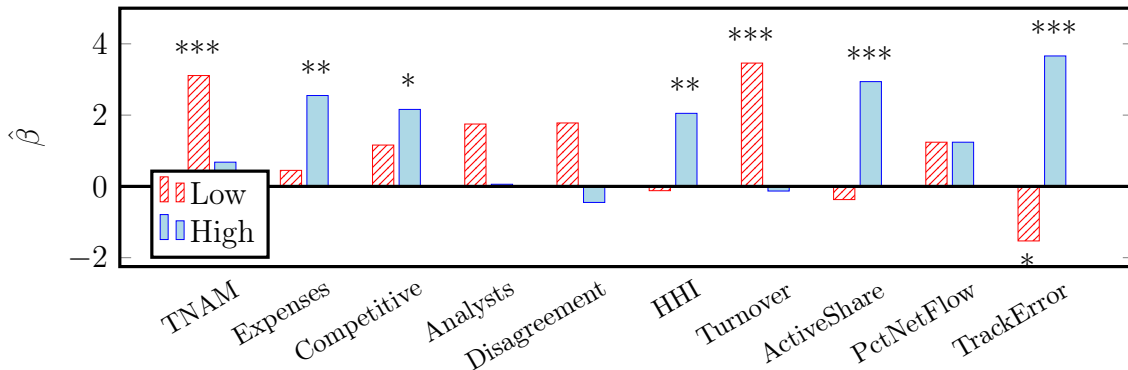 ***
***
***
4
**
*
**
***
2
β̂
0
Low
High
−2
*
TNAM
Expenses
Competitive
Analysts
Disagreement
HHI
Turnover
ActiveShare
PctNetFlow
TrackError